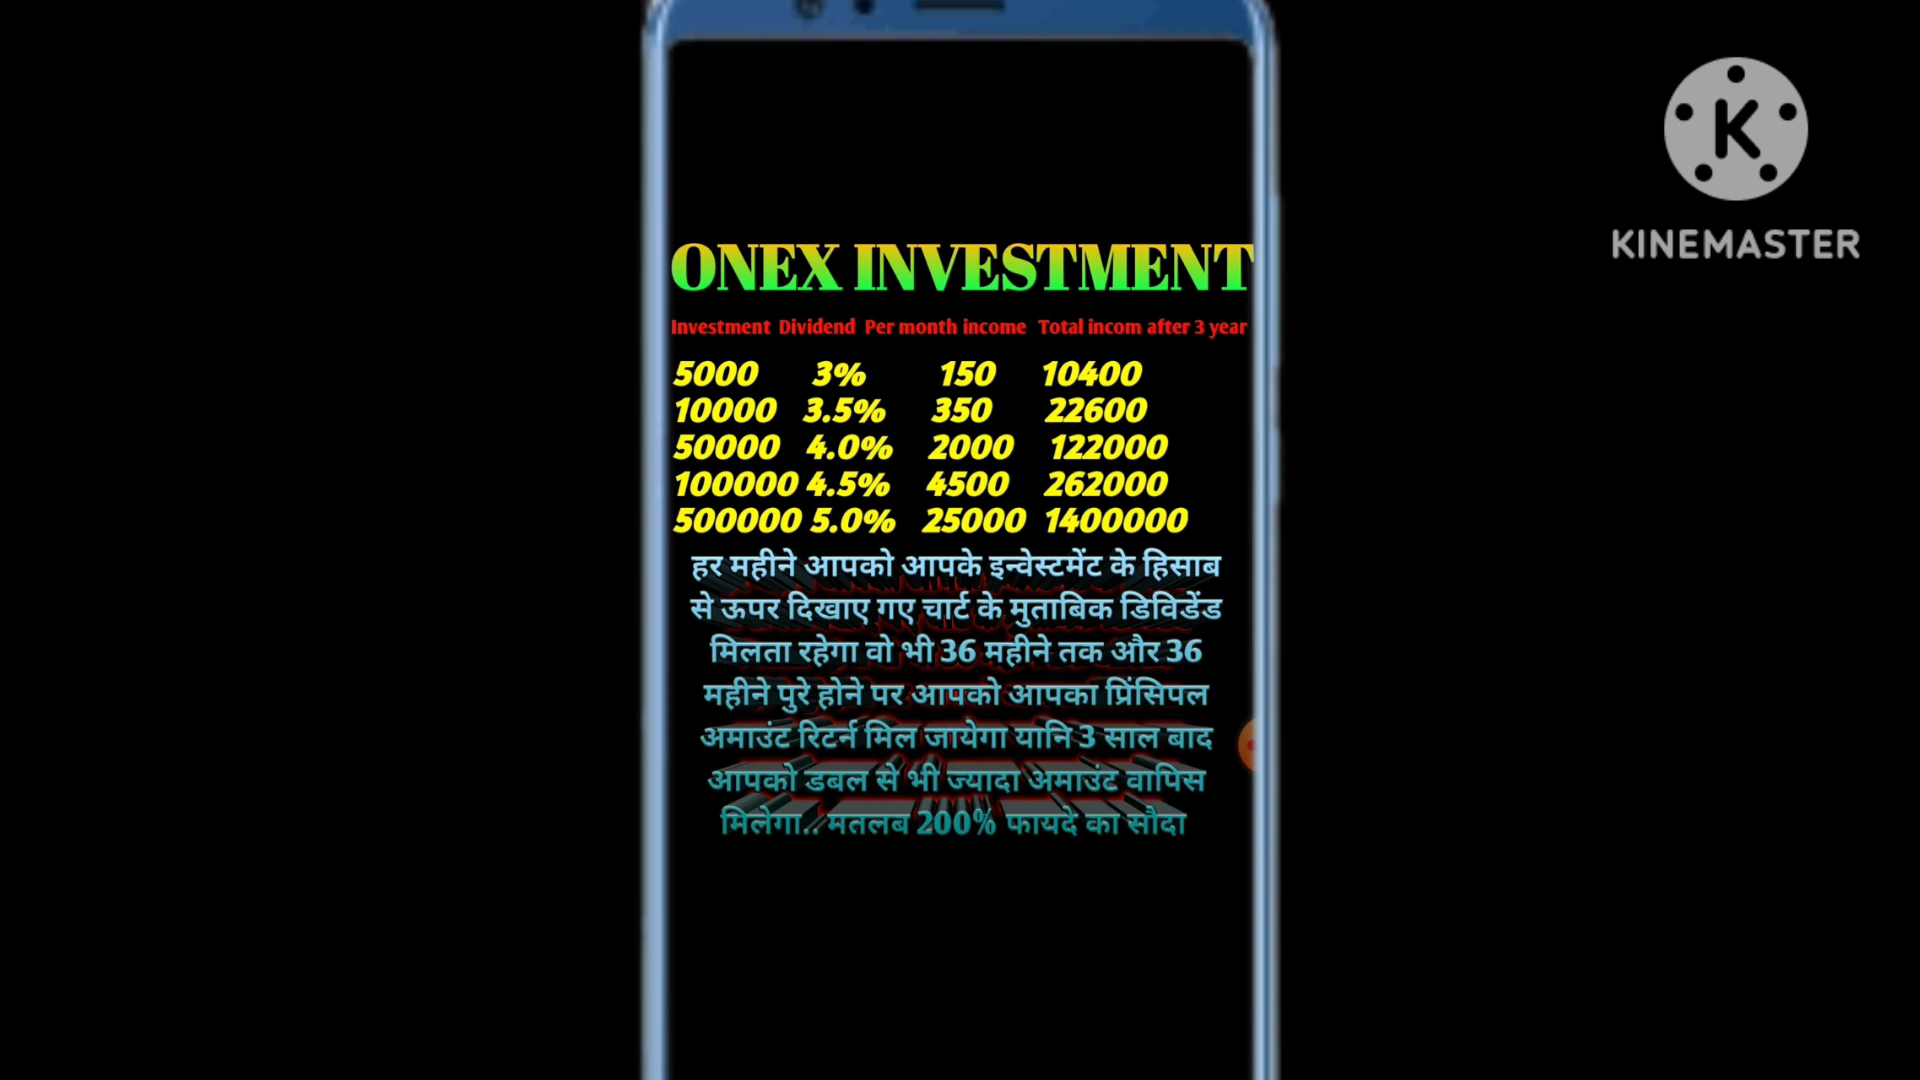 KINEMASTER
ONEX INVESTMENT
Investment Dividend Per month income Total incom after 3 year
5000 3% 150 10400
10000 3.5% 350 22600
50000 4.0% 2000 122000
100000 4.5% 4500 262000
500000 5.0% 25000 1400000
हर महीने आपको आपके इन्वेस्टमेंट के हिसाब
से ऊपर दिखाए गए चार्ट के मुताबिक डिविडेंड
मिलता रहेगा वो भी 36 महीने तक और 36
महीने पुरे होने पर आपको आपका प्रिंसिपल
अमाउंट रिटर्न मिल जायेगा यानि 3 साल बाद
आपको डबल से भी ज्यादा अमाउंट वापिस
मिलेगा.. मतलब 200% फायदे का सौदा